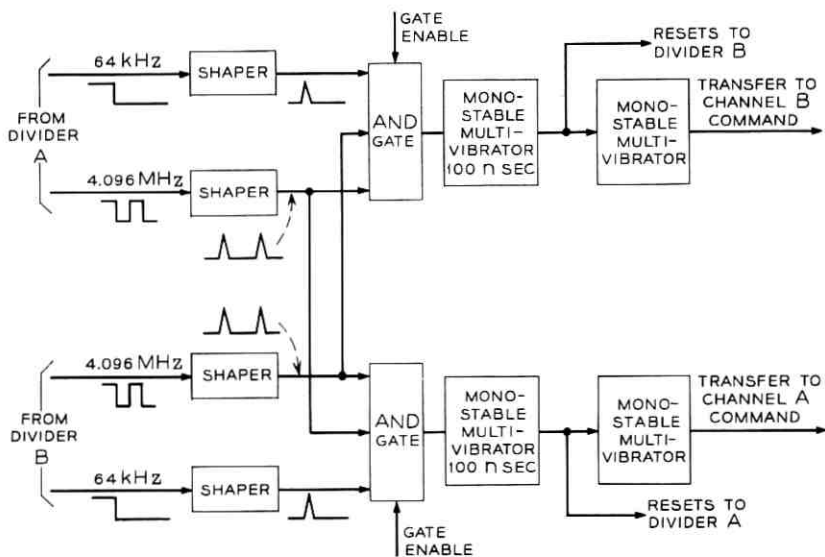 GATE
ENABLE
64 kHz
SHAPER
FROM
DIVIDER
A
4.096 MHz
SHAPER
AND
GATE
MONO-
STABLE
MULTI-
VIBRATOR
100 n SEC
RESETS TO
DIVIDER B
MONO-
STABLE
MULTI-
VIBRATOR
TRANSFER TO
CHANNEL B
COMMAND
4.096 MHz
SHAPER
FROM
DIVIDER
B
64 kHz
SHAPER
AND
GATE
GATE
ENABLE
MONO-
STABLE
MULTI-
VIBRATOR
100 n SEC
MONO-
STABLE
MULTI-
VIBRATOR
TRANSFER TO
CHANNEL A
COMMAND
RESETS TO
DIVIDER A